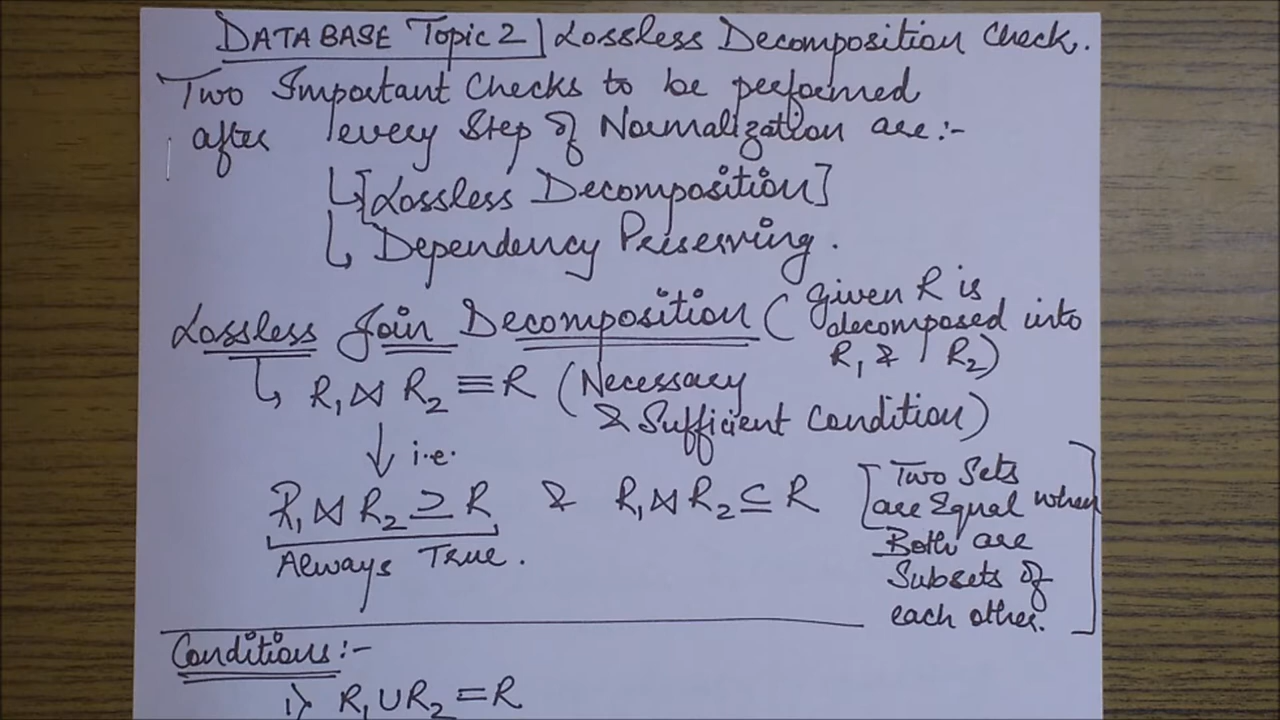 DATABASE Topic 2 | Lossless Decomposition Check.
Two Important Checks to be performed
after every Step of Normalization are:-
↳ [Lossless Decomposition]
↳ Dependency Preserving.
Lossless Join Decomposition ( Given R is
decomposed into
R₁ & R₂)
↳ R₁ ⋈ R₂ ≡ R (Necessary
& Sufficient Condition)
↓ i.e.
R₁ ⋈ R₂ ⊇ R & R₁ ⋈ R₂ ⊆ R
Always True.
[Two Sets
are Equal when
Both are
Subsets of
each other.]
Conditions:-
1) R₁ ∪ R₂ = R